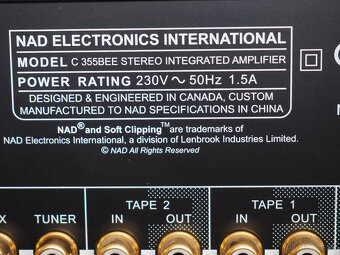 NAD ELECTRONICS INTERNATIONAL
MODEL C 355BEE STEREO INTEGRATED AMPLIFIER
POWER RATING 230V ~ 50Hz 1.5A
DESIGNED & ENGINEERED IN CANADA, CUSTOM
MANUFACTURED TO NAD SPECIFICATIONS IN CHINA
NAD® and Soft Clipping™ are trademarks of
NAD Electronics International, a division of Lenbrook Industries Limited.
© NAD All Rights Reserved
TAPE 2 TAPE 1
X TUNER IN OUT IN OUT